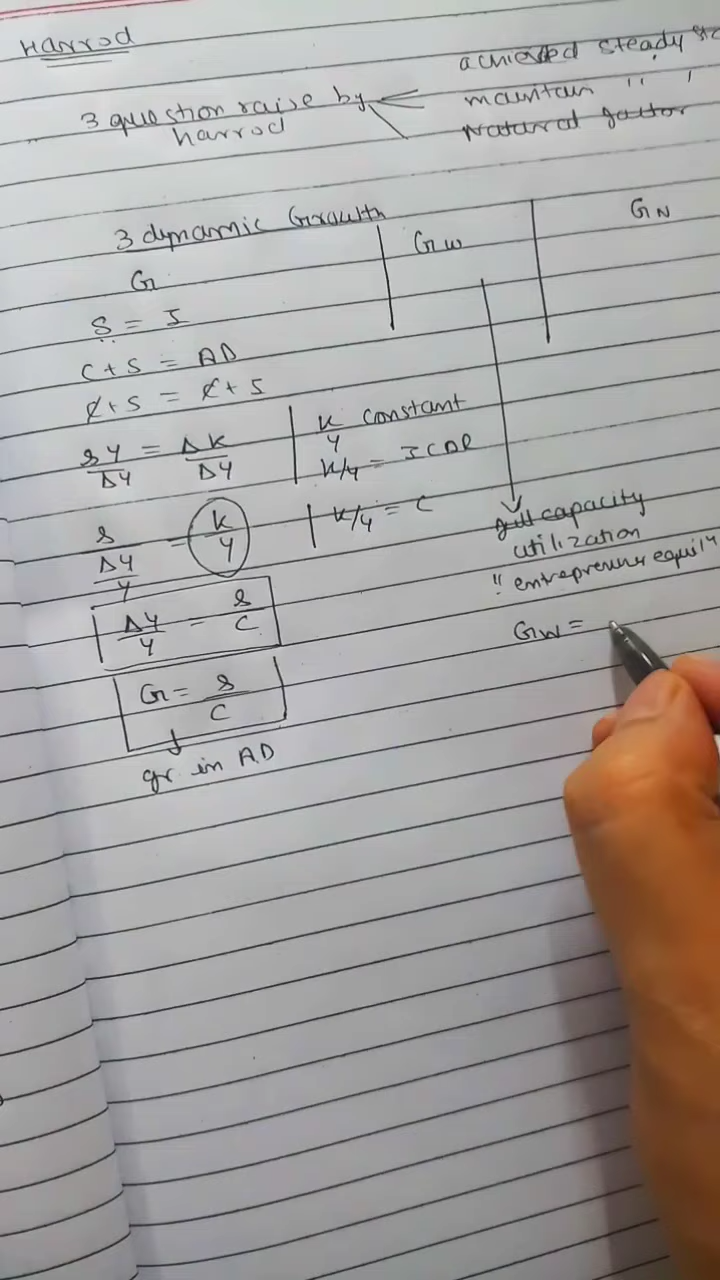 Harrod
3 question raise by harrod
achieved steady st
maintain " "
Natural factor
3 dynamic Growth
G
Gw
GN
S = I
C+S = AD
C+S = C+S
sy/Δy = Δk/Δy
k/y constant
k/y = ICOR
s/(Δy/y) = k/y
k/y = C
Δy/y = s/C
G = s/C
gr in AD
full capacity
utilization
"entrepreneur equil
Gw =